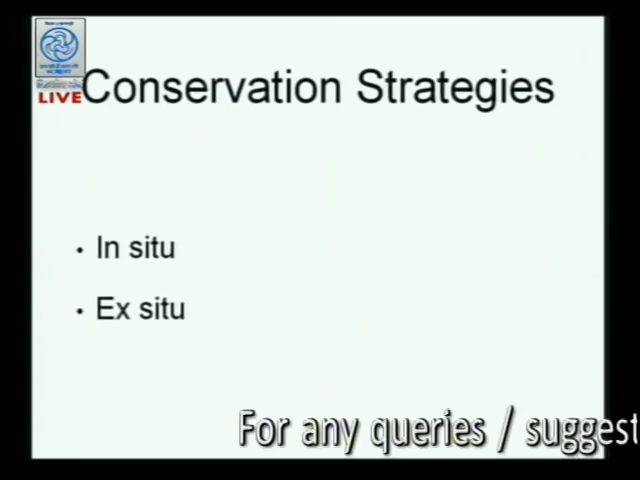 LIVE
Conservation Strategies
• In situ
• Ex situ
For any queries / suggest